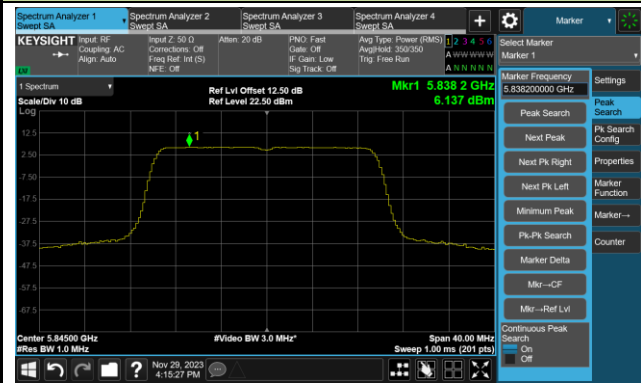 Spectrum Analyzer 1
Swept SA
Spectrum Analyzer 2
Swept SA
Spectrum Analyzer 3
Swept SA
Spectrum Analyzer 4
Swept SA
+
Marker
KEYSIGHT
Input: RF
Coupling: AC
Align: Auto
Input Z: 50 Ω
Corrections: Off
Freq Ref: Int (S)
NFE: Off
Atten: 20 dB
PNO: Fast
Gate: Off
IF Gain: Low
Sig Track: Off
Avg Type: Power (RMS)
Avg|Hold: 350/350
Trig: Free Run
1 2 3 4 5 6
A W W W W W
A N N N N N
Select Marker
Marker 1
1 Spectrum
Scale/Div 10 dB
Log
Ref Lvl Offset 12.50 dB
Ref Level 22.50 dBm
Mkr1 5.838 2 GHz
6.137 dBm
12.5
2.50
-7.50
-17.5
-27.5
-37.5
-47.5
-57.5
-67.5
1
Center 5.84500 GHz
#Res BW 1.0 MHz
#Video BW 3.0 MHz*
Span 40.00 MHz
Sweep 1.00 ms (201 pts)
Marker Frequency
5.838200000 GHz
Peak Search
Next Peak
Next Pk Right
Next Pk Left
Minimum Peak
Pk-Pk Search
Marker Delta
Mkr→CF
Mkr→Ref Lvl
Continuous Peak
Search
On
Off
Settings
Peak
Search
Pk Search
Config
Properties
Marker
Function
Marker→
Counter
?
Nov 29, 2023
4:15:27 PM